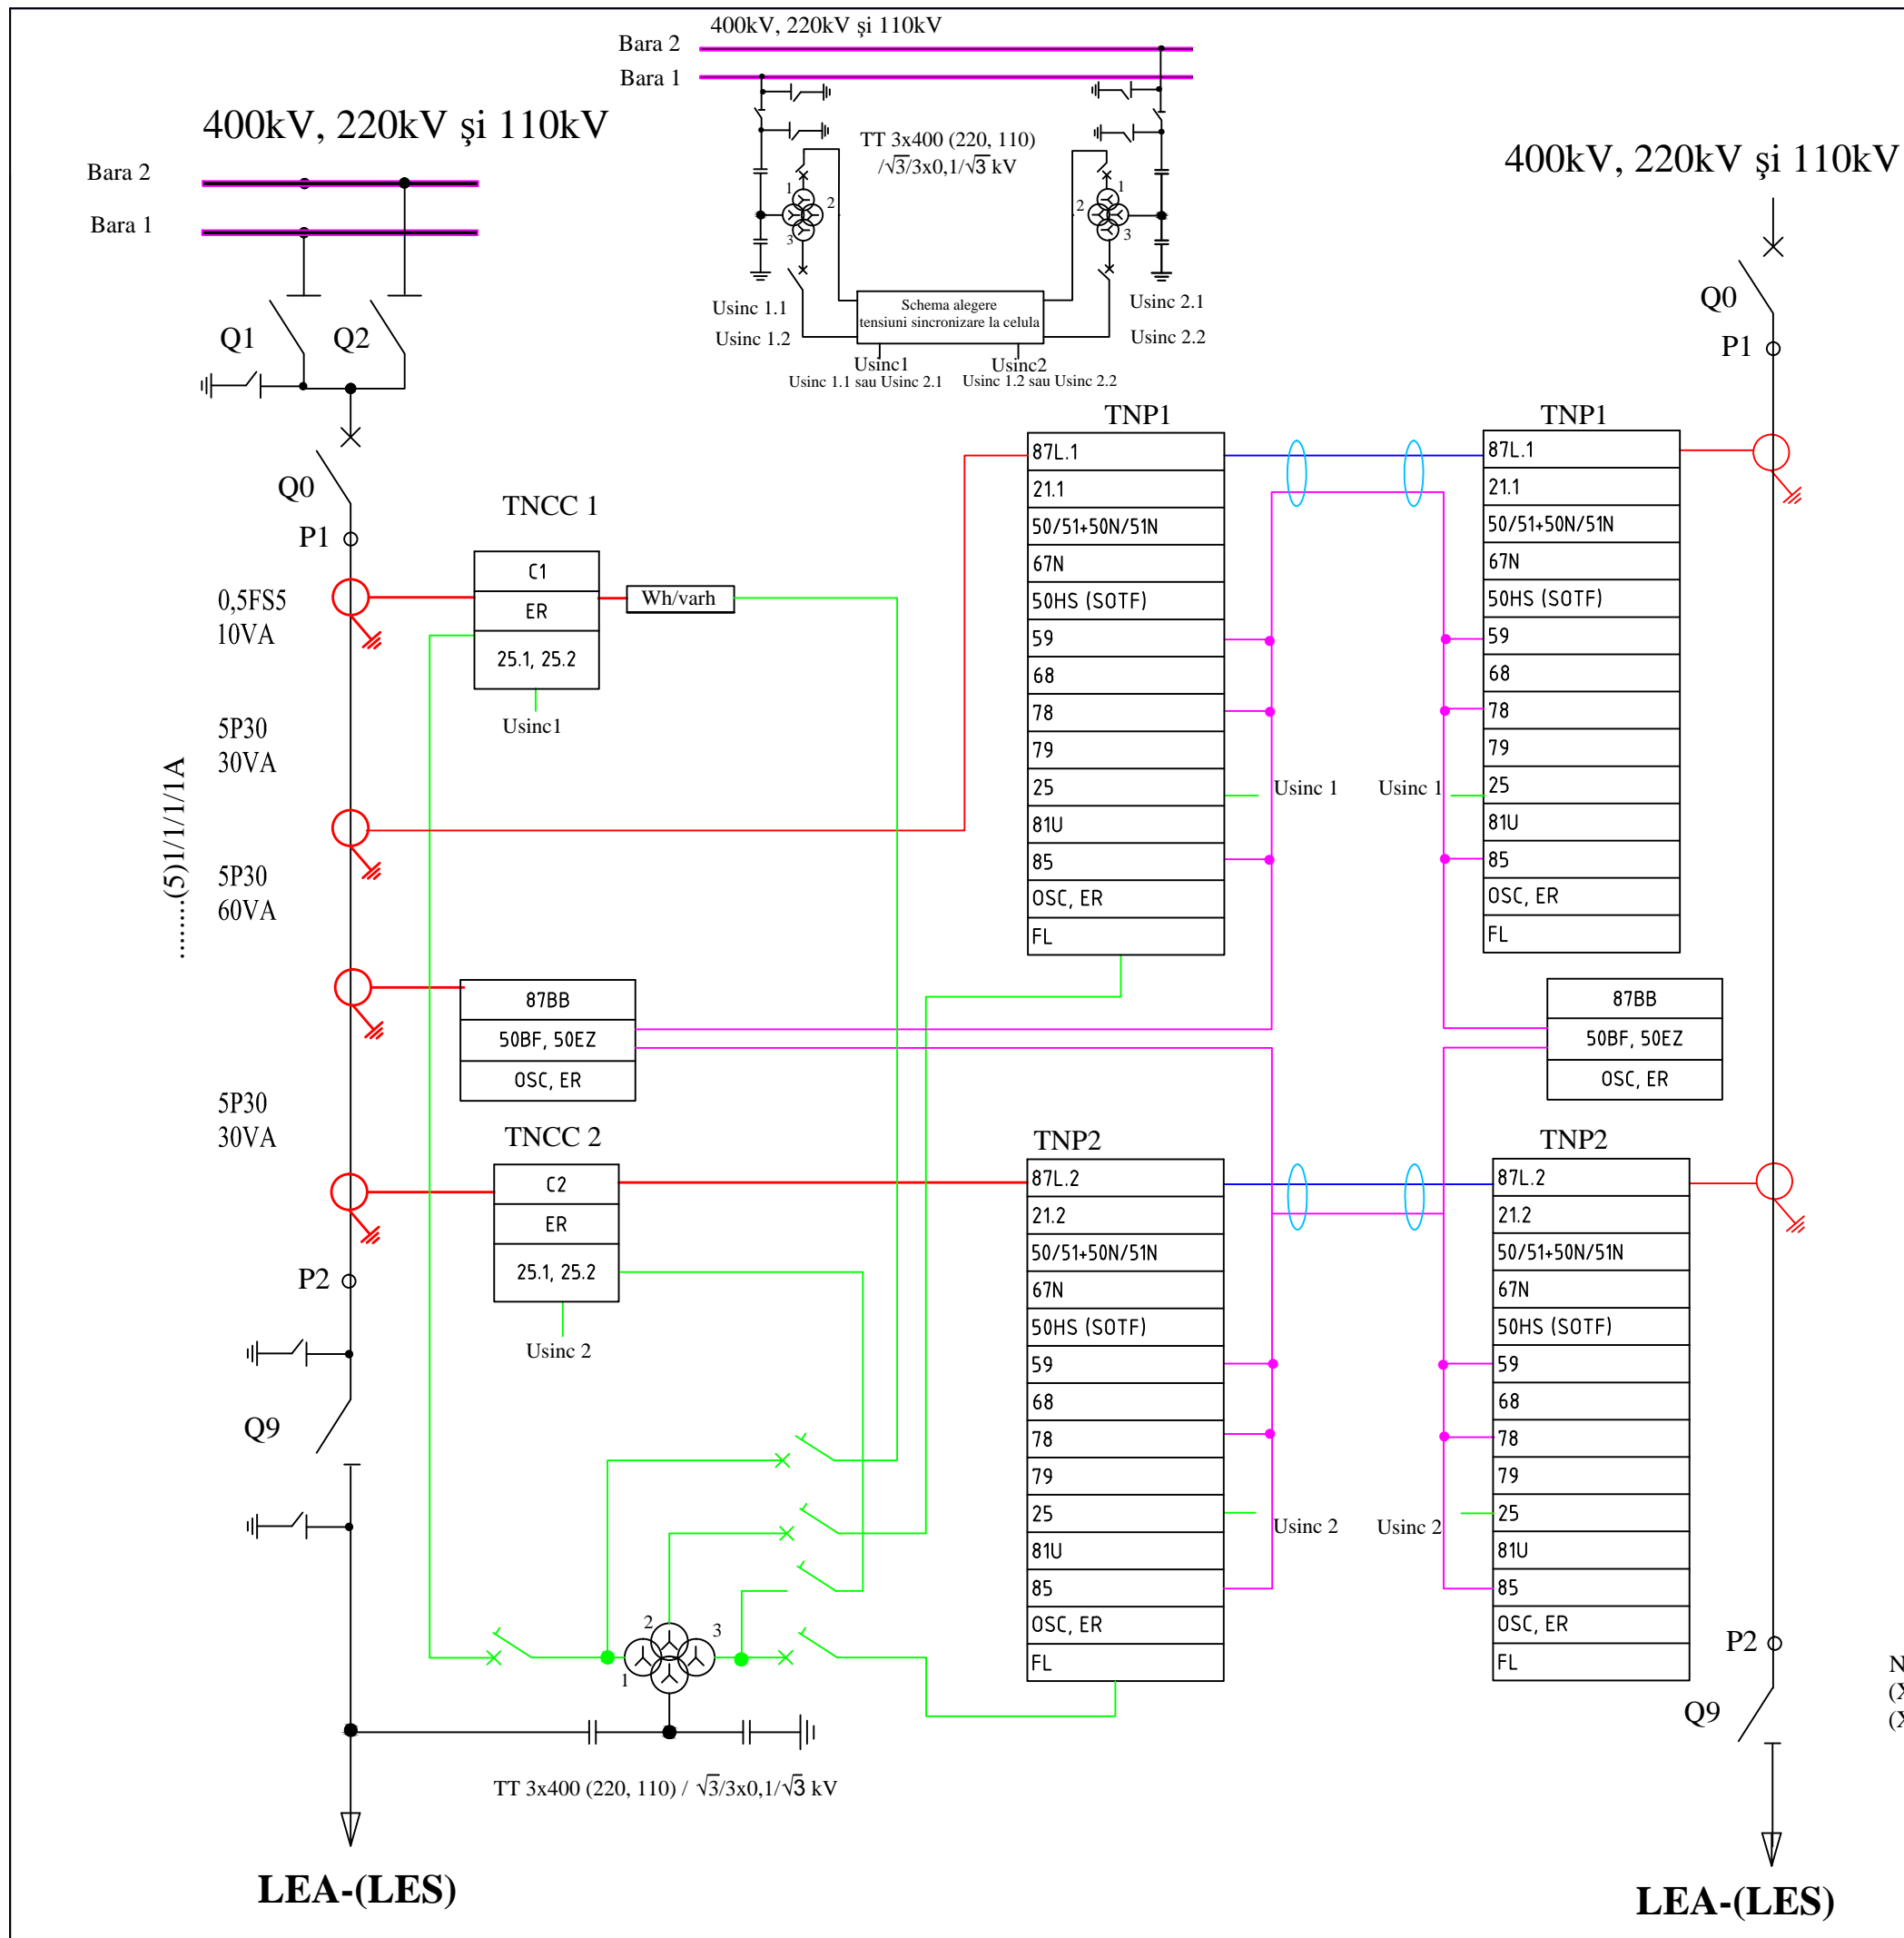 400kV, 220kV şi 110kV
Bara 2
Bara 1
400kV, 220kV şi 110kV
Bara 2
Bara 1
TT 3x400 (220, 110)
/√3/3x0,1/√3 kV
1
2
3
1
2
3
Usinc 1.1
Usinc 1.2
Schema alegere
tensiuni sincronizare la celula
Usinc 2.1
Usinc 2.2
Usinc1
Usinc 1.1 sau Usinc 2.1
Usinc2
Usinc 1.2 sau Usinc 2.2
400kV, 220kV şi 110kV
Q0
P1
Q1
Q2
Q0
P1
0,5FS5
10VA
5P30
30VA
.........(5)1/1/1/1A
5P30
60VA
5P30
30VA
P2
Q9
TNCC 1
C1
ER
25.1, 25.2
Usinc1
Wh/varh
87BB
50BF, 50EZ
OSC, ER
TNCC 2
C2
ER
25.1, 25.2
Usinc 2
TNP1
87L.1
21.1
50/51+50N/51N
67N
50HS (SOTF)
59
68
78
79
25
81U
85
OSC, ER
FL
Usinc 1
Usinc 1
TNP1
87L.1
21.1
50/51+50N/51N
67N
50HS (SOTF)
59
68
78
79
25
81U
85
OSC, ER
FL
87BB
50BF, 50EZ
OSC, ER
TNP2
87L.2
21.2
50/51+50N/51N
67N
50HS (SOTF)
59
68
78
79
25
81U
85
OSC, ER
FL
Usinc 2
Usinc 2
TNP2
87L.2
21.2
50/51+50N/51N
67N
50HS (SOTF)
59
68
78
79
25
81U
85
OSC, ER
FL
P2
Q9
N
(X
(X
2
3
1
TT 3x400 (220, 110) / √3/3x0,1/√3 kV
LEA-(LES)
LEA-(LES)